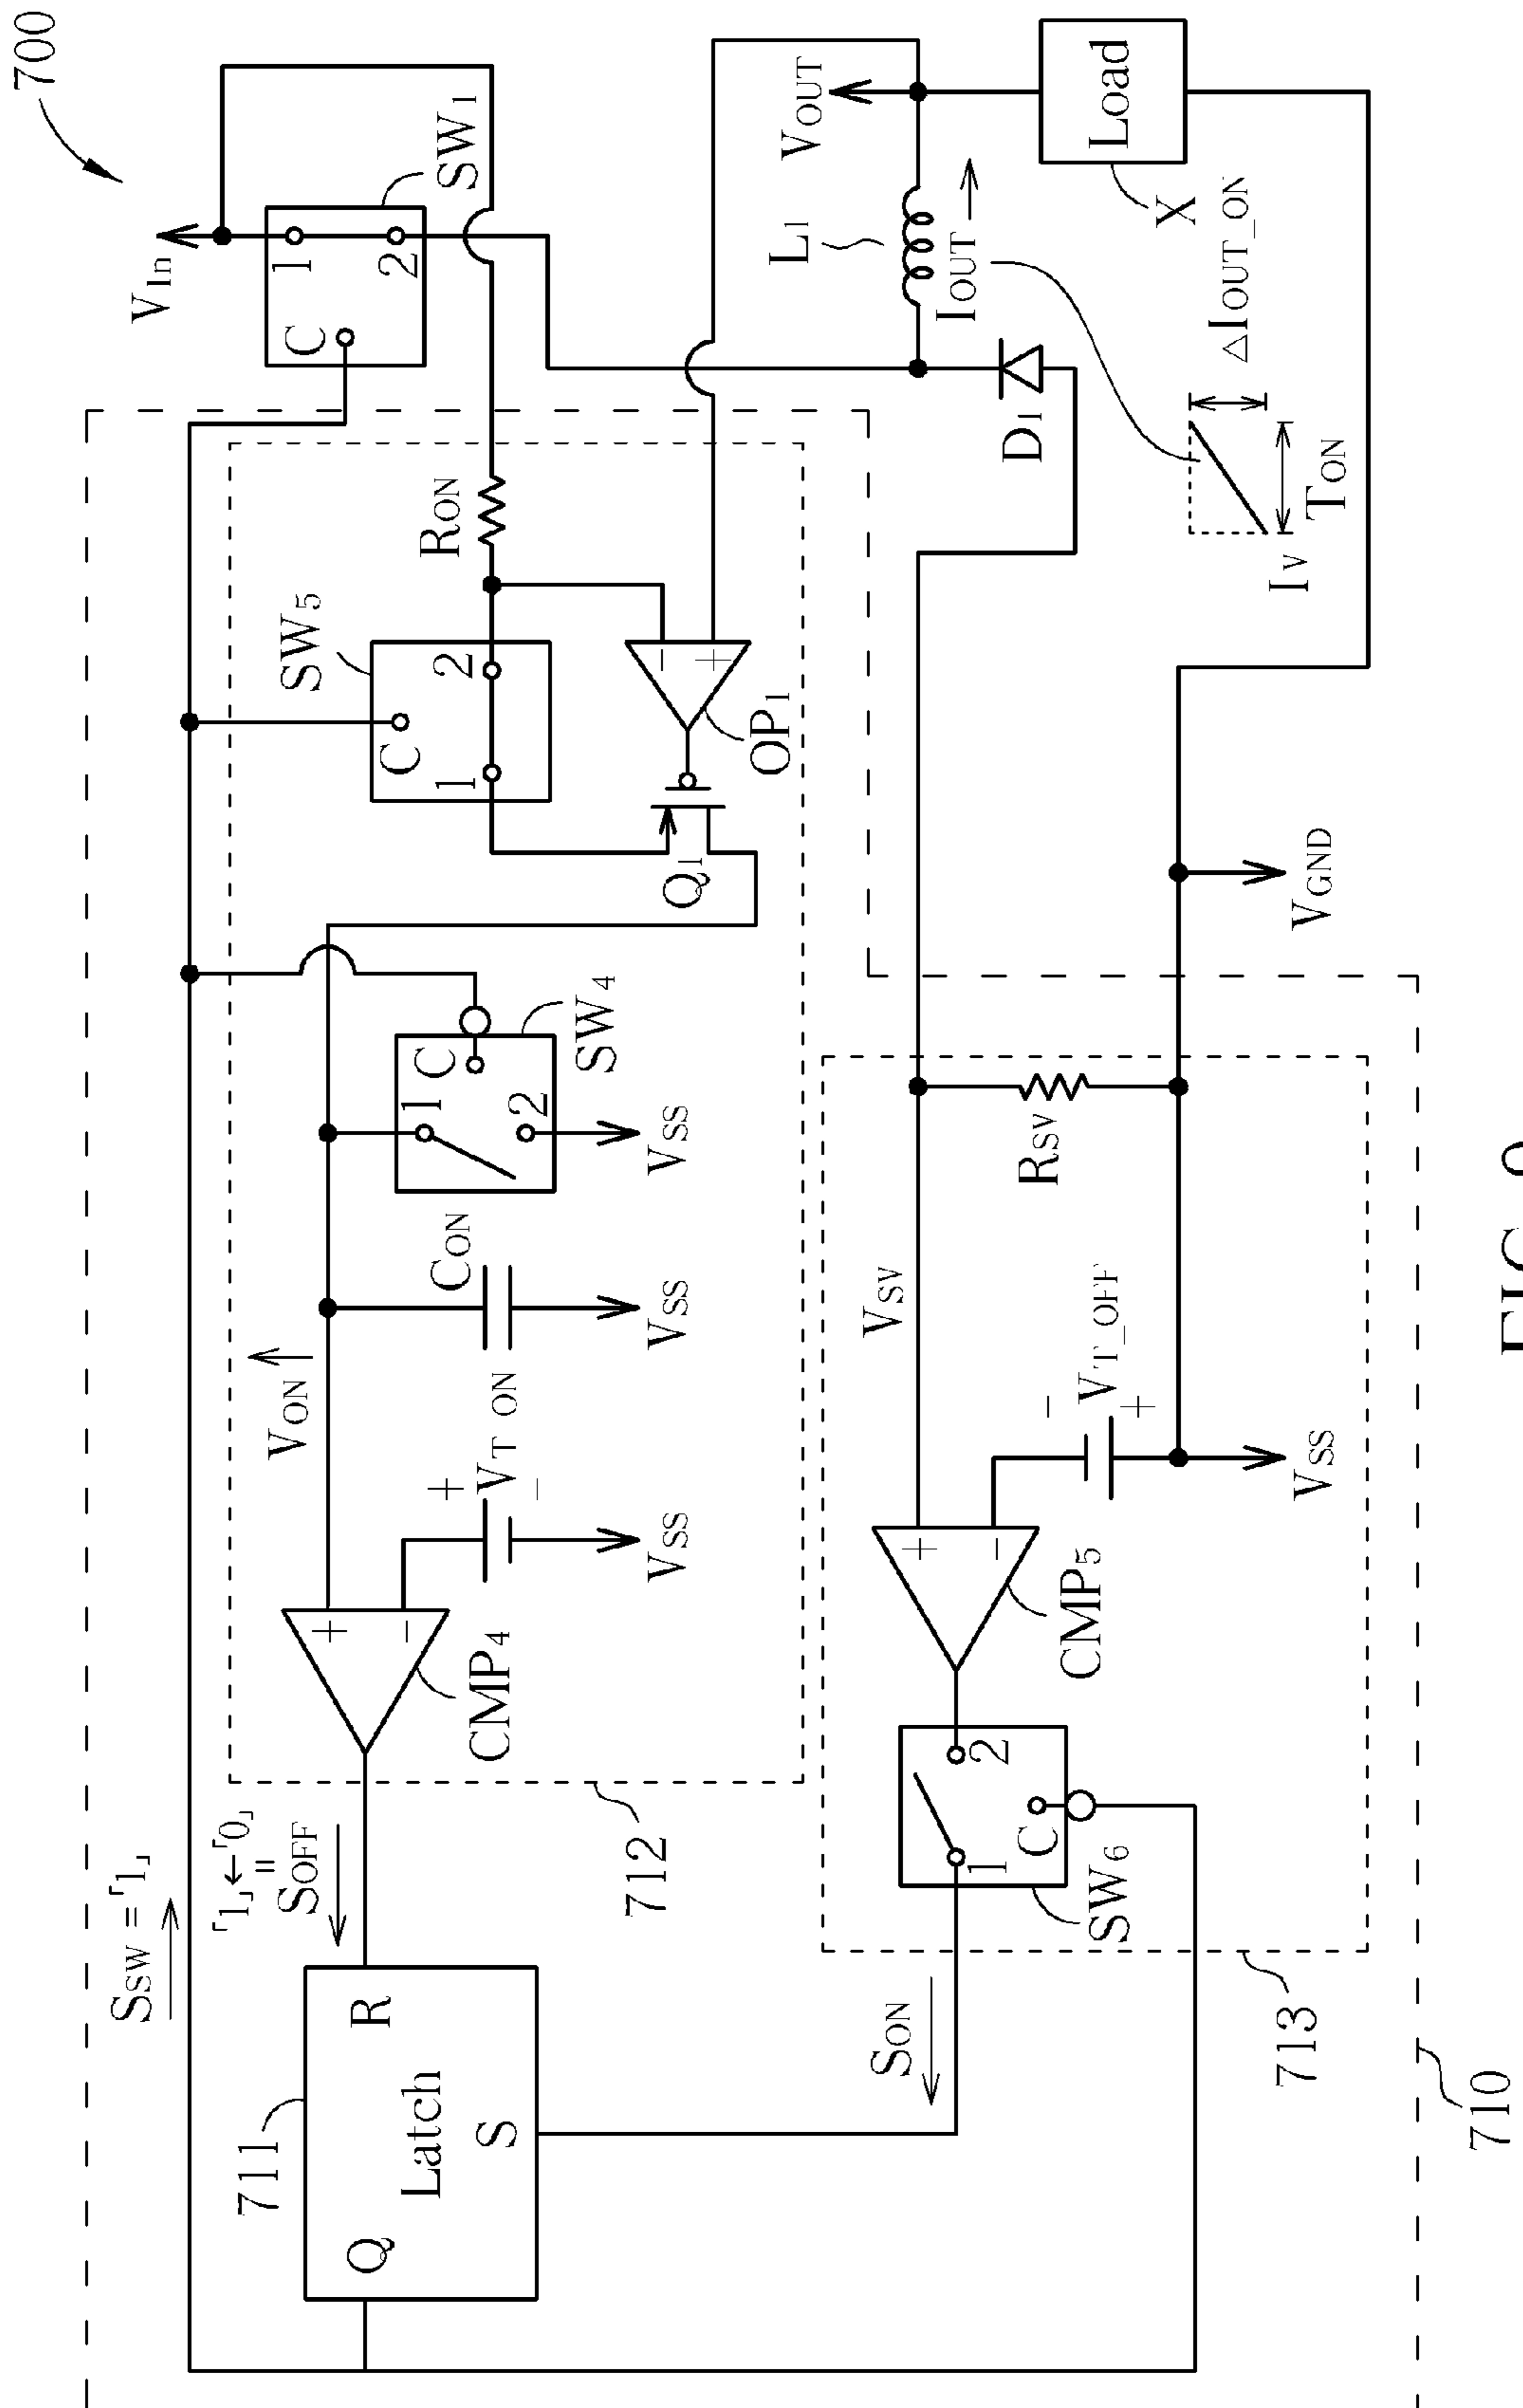 700
VIn
1
2
C
SW1
SSW =「1」
「1」←「0」
=
SOFF
711
Q
Latch
R
S
CMP4
+
-
VON
+
VT_ON
-
VSS
CON
VSS
1
2
C
SW4
VSS
Q1
SW5
C
1
2
RON
OP1
-
+
712
SON
SW6
1
2
C
CMP5
+
-
VSV
-
VT_OFF
+
VSS
RSV
713
710
VGND
D1
L1
IOUT
VOUT
Load
X
△IOUT_ON
TON
IV